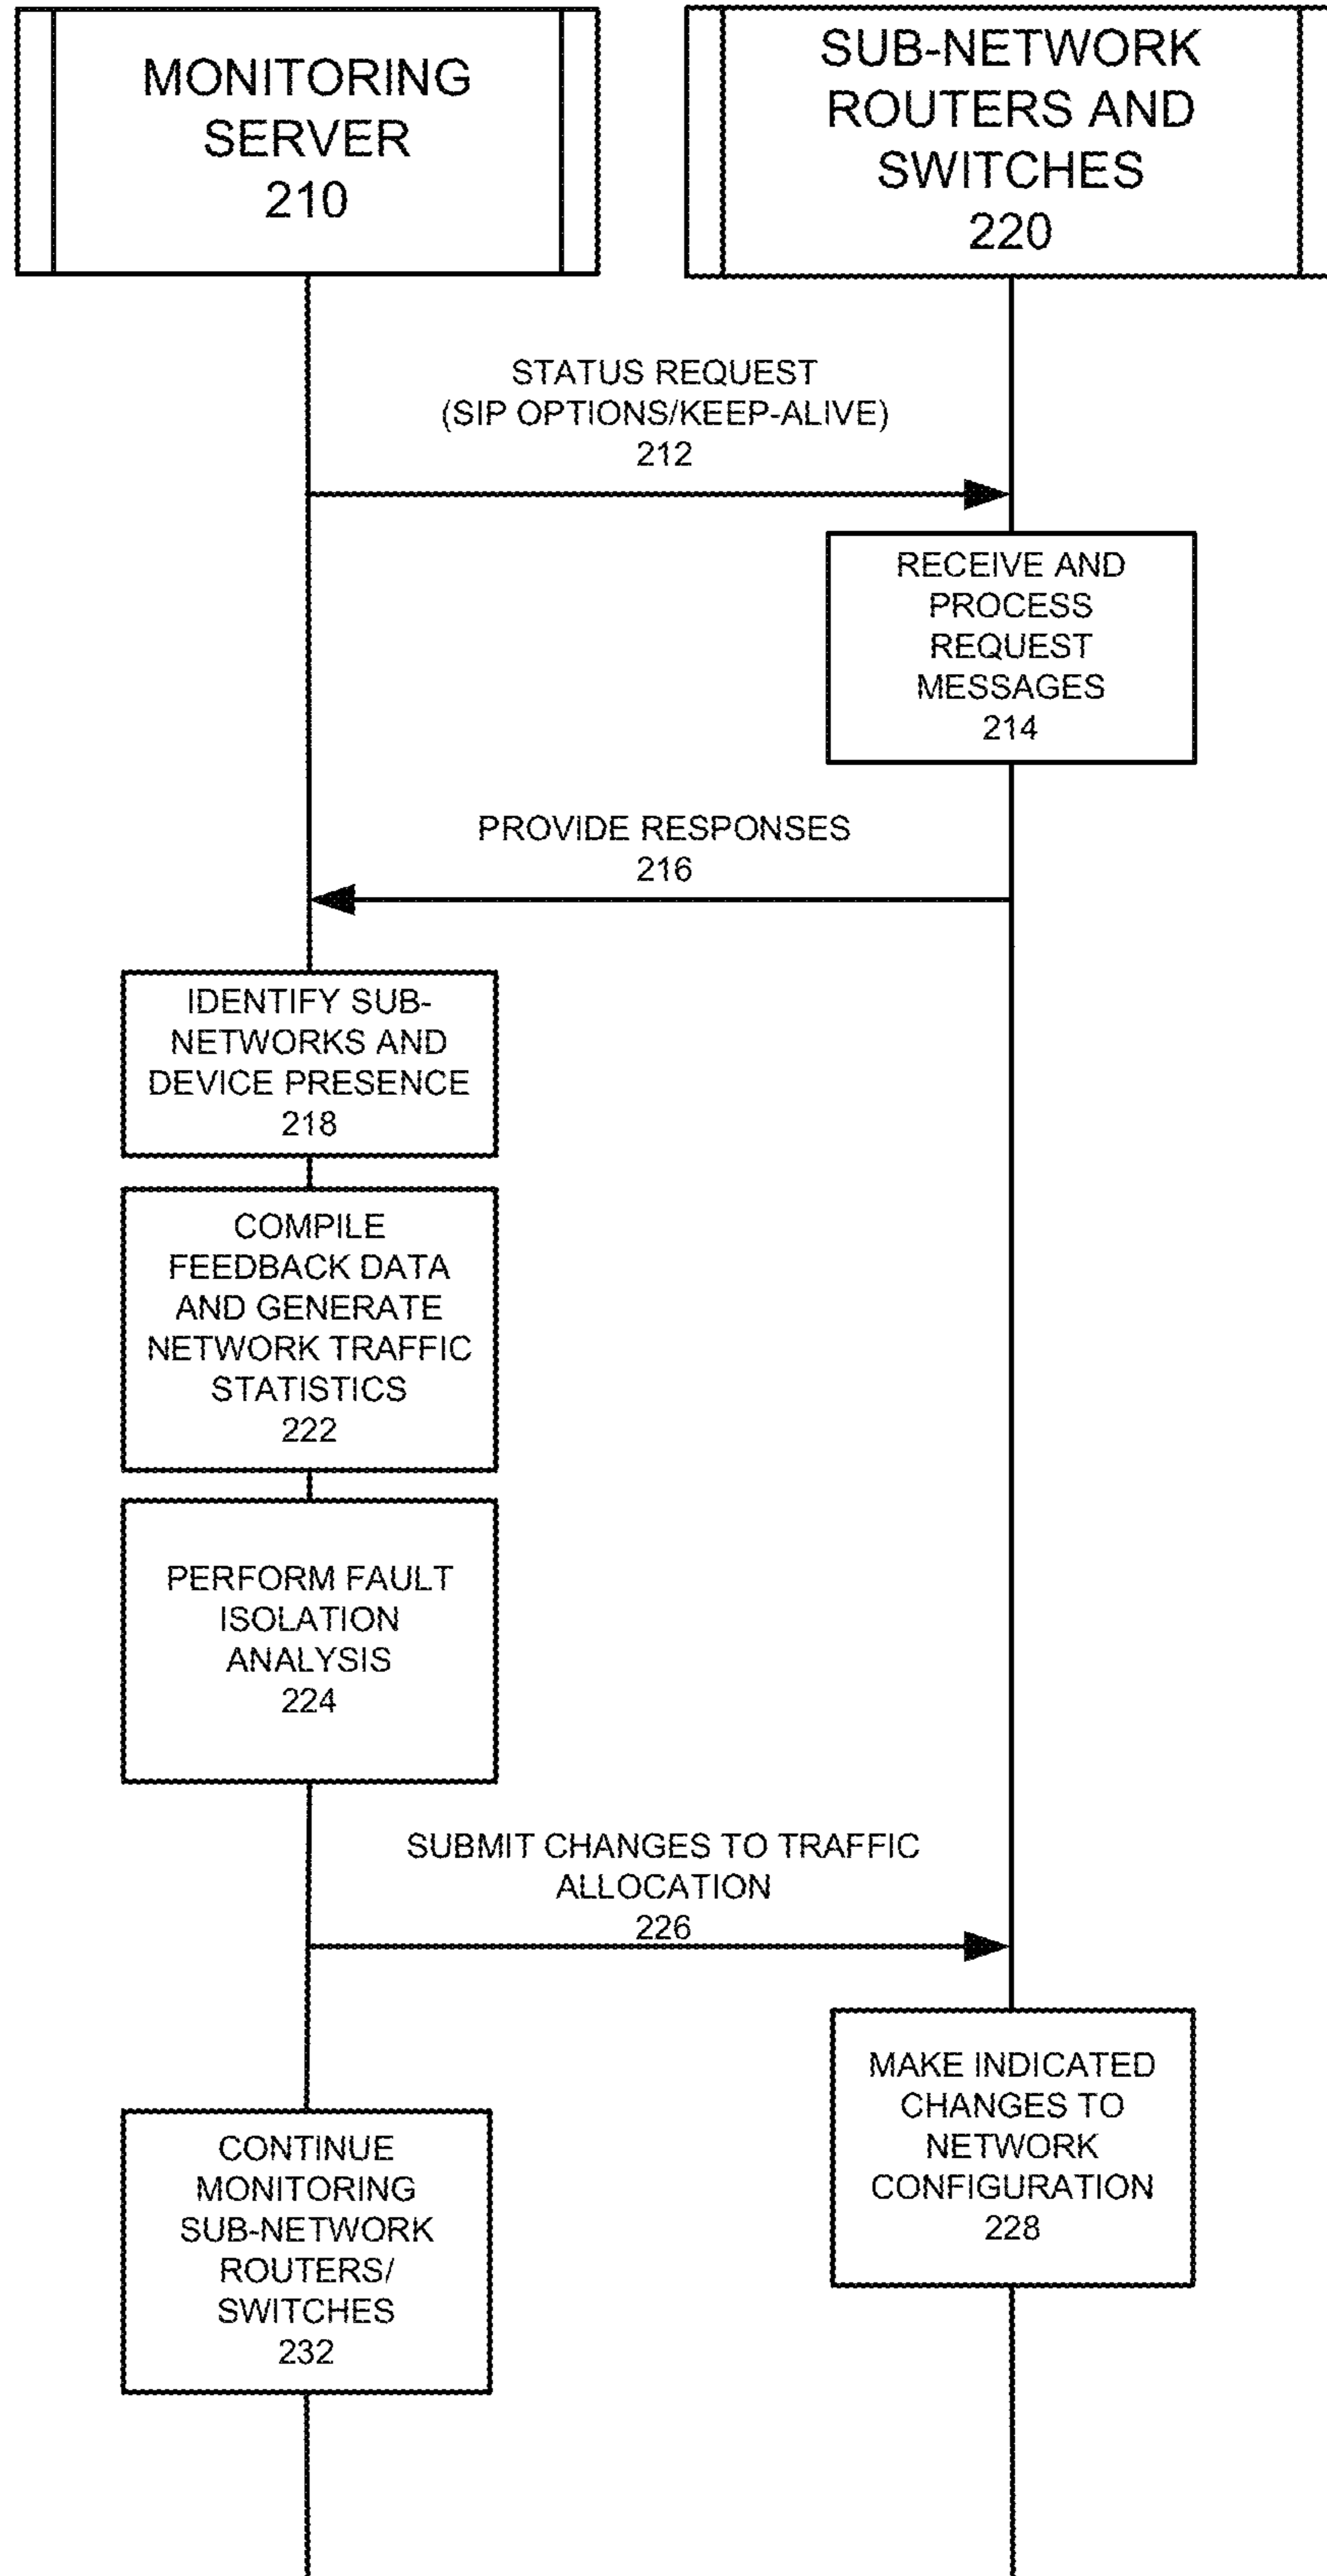 MONITORING
SERVER
210
SUB-NETWORK
ROUTERS AND
SWITCHES
220
STATUS REQUEST
(SIP OPTIONS/KEEP-ALIVE)
212
RECEIVE AND
PROCESS
REQUEST
MESSAGES
214
PROVIDE RESPONSES
216
IDENTIFY SUB-
NETWORKS AND
DEVICE PRESENCE
218
COMPILE
FEEDBACK DATA
AND GENERATE
NETWORK TRAFFIC
STATISTICS
222
PERFORM FAULT
ISOLATION
ANALYSIS
224
SUBMIT CHANGES TO TRAFFIC
ALLOCATION
226
MAKE INDICATED
CHANGES TO
NETWORK
CONFIGURATION
228
CONTINUE
MONITORING
SUB-NETWORK
ROUTERS/
SWITCHES
232